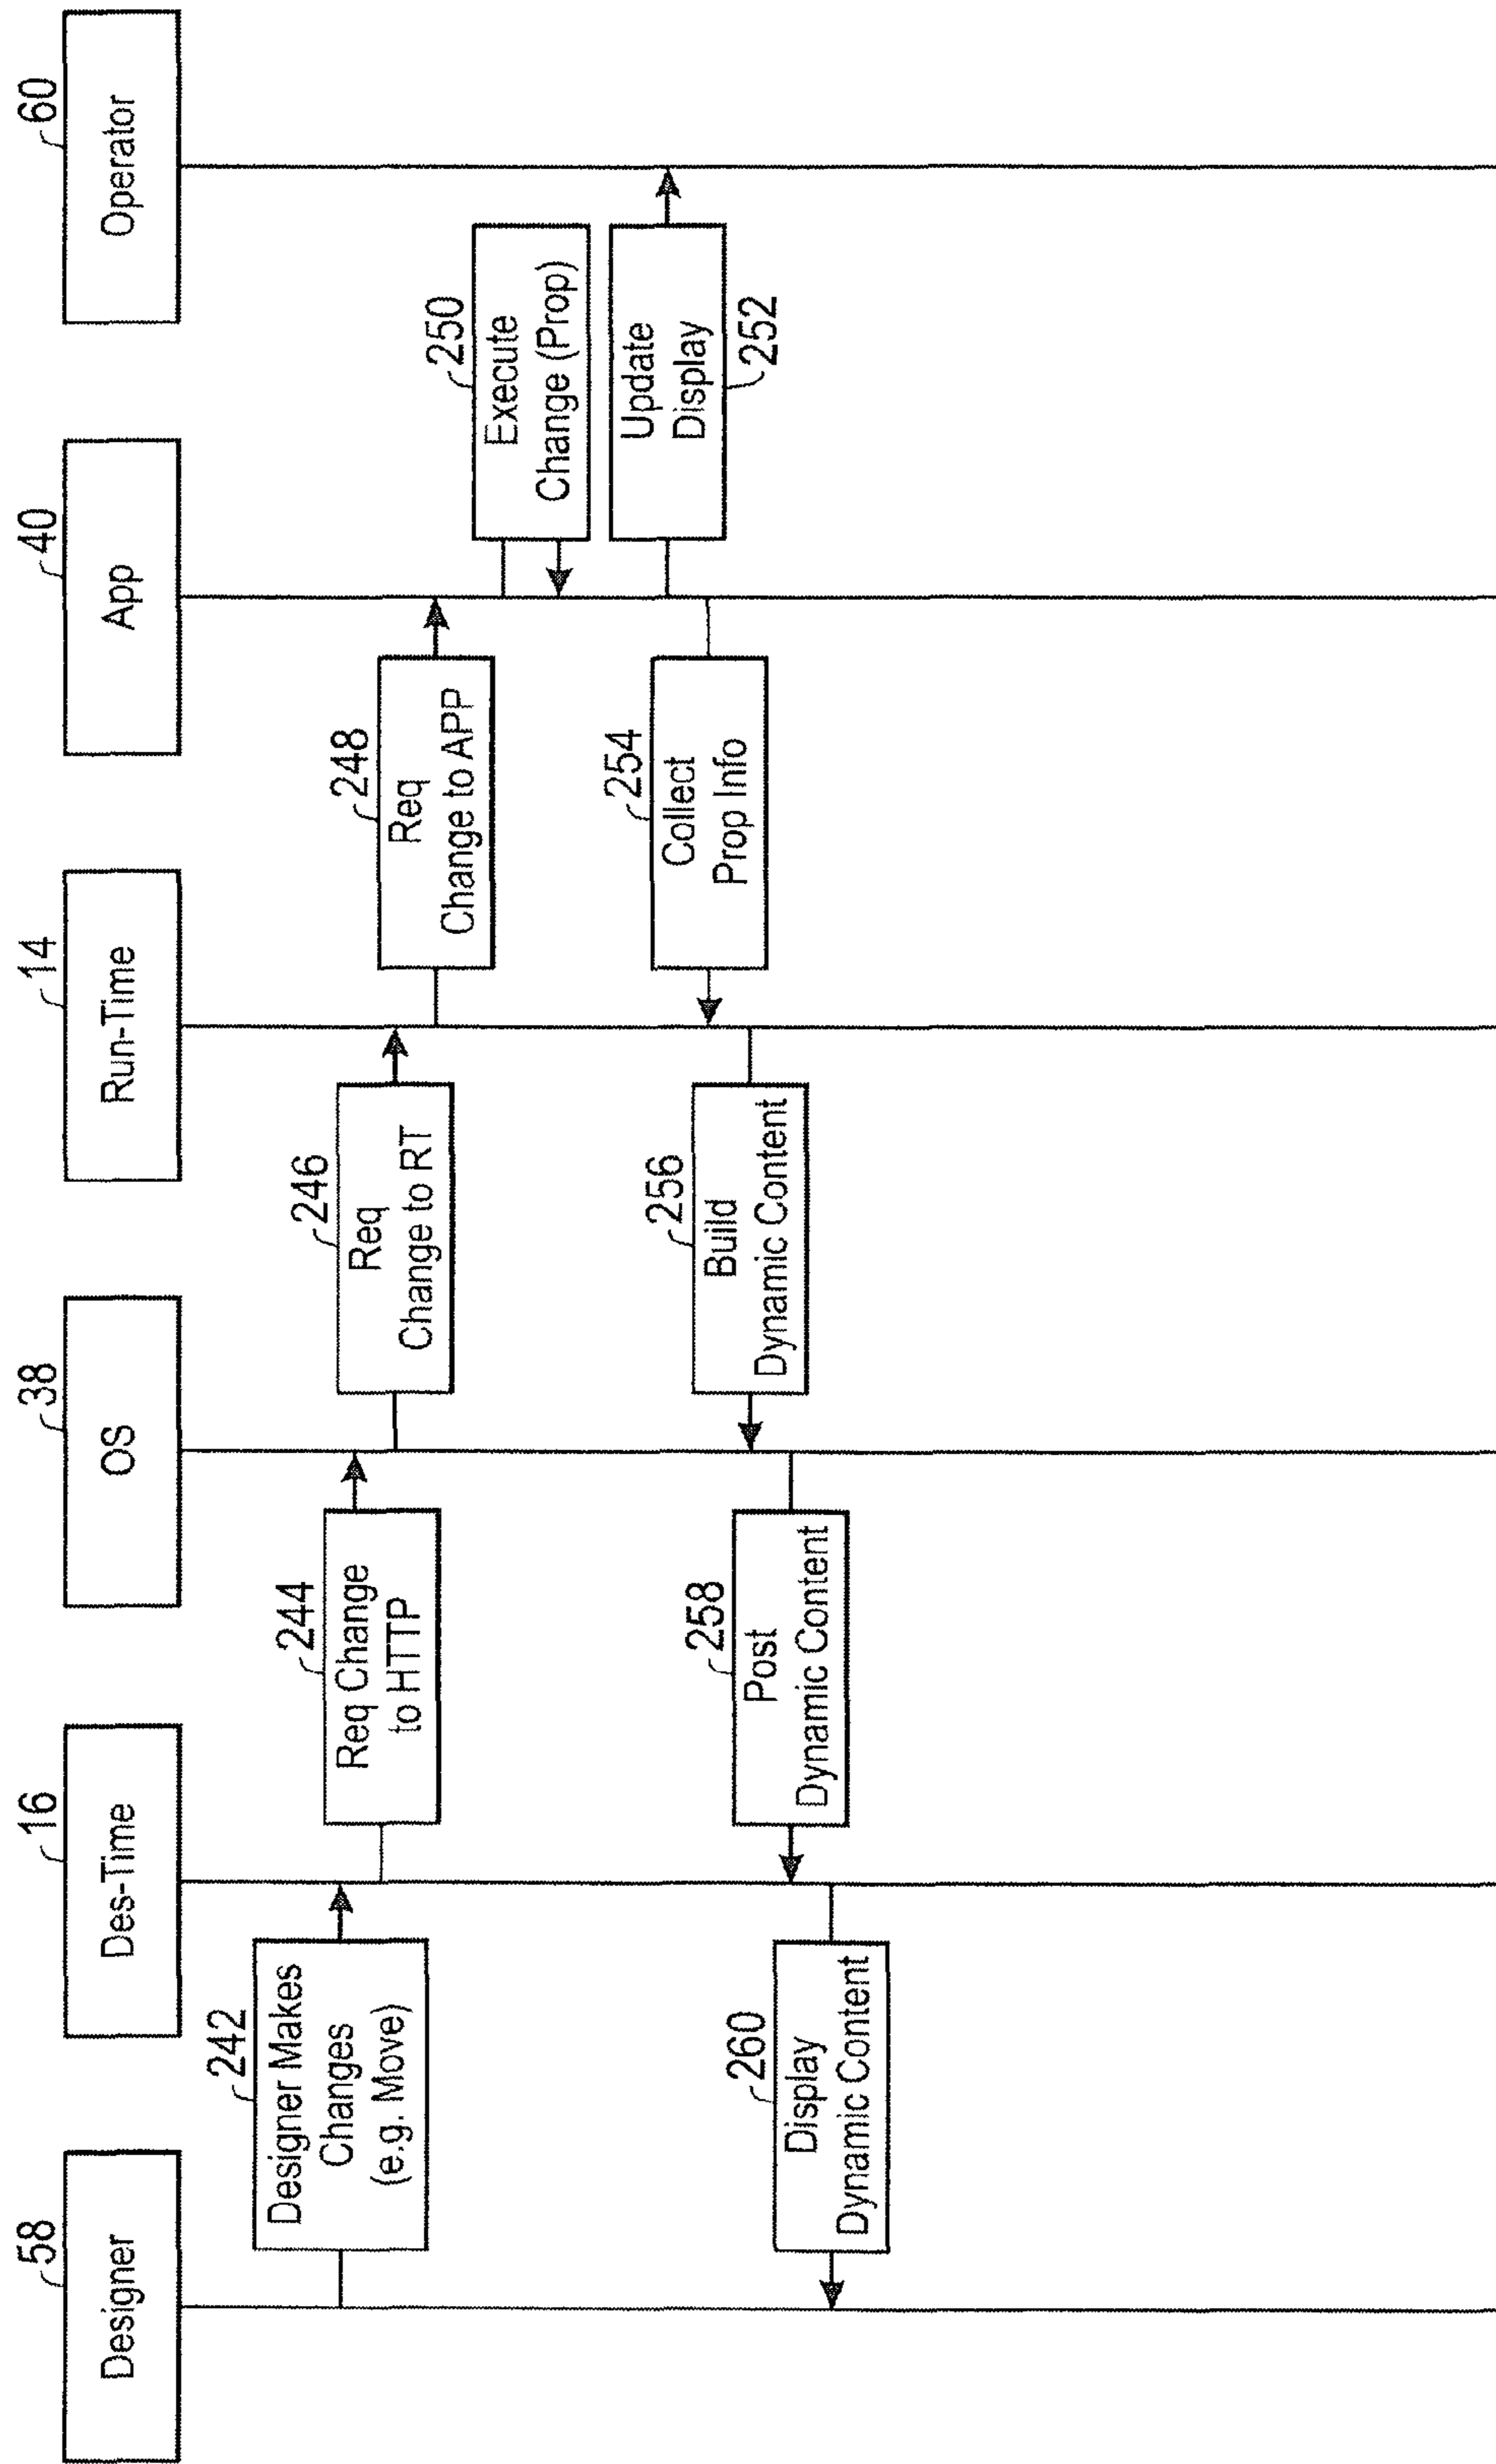 58
Designer
16
Des-Time
38
OS
14
Run-Time
40
App
60
Operator
242
Designer Makes
Changes
(e.g. Move)
244
Req Change
to HTTP
246
Req
Change to RT
248
Req
Change to APP
250
Execute
Change (Prop)
Update
Display
252
254
Collect
Prop Info
256
Build
Dynamic Content
258
Post
Dynamic Content
260
Display
Dynamic Content